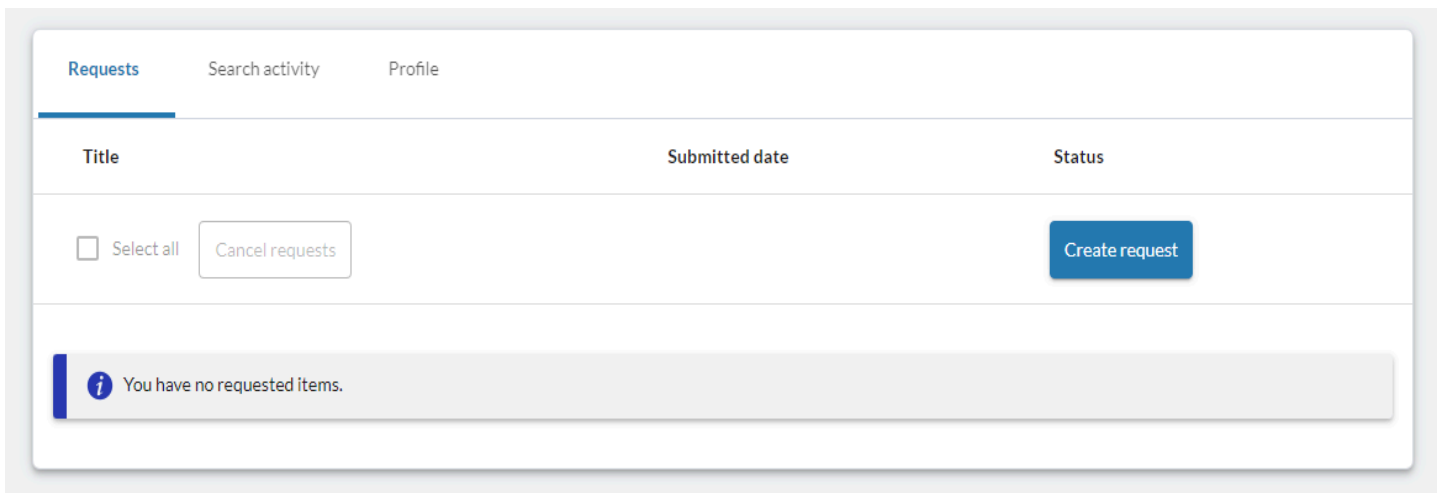 Requests Search activity Profile
Title Submitted date Status
Select all Cancel requests Create request
You have no requested items.